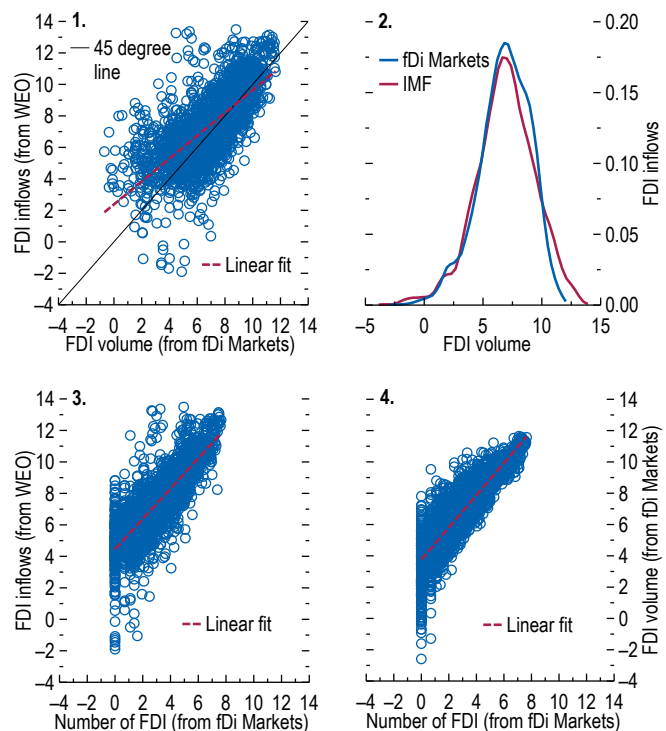 1.
45 degree
line
Linear fit
14
12
10
8
6
4
2
0
–2
–4
–4 –2 0 2 4 6 8 10 12 14
FDI inflows (from WEO)
FDI volume (from fDi Markets)
2.
fDi Markets
IMF
0.20
0.15
0.10
0.05
0.00
–5 0 5 10 15
FDI inflows
FDI volume
3.
Linear fit
14
12
10
8
6
4
2
0
–2
–4
–4 –2 0 2 4 6 8 10 12 14
FDI inflows (from WEO)
Number of FDI (from fDi Markets)
4.
Linear fit
14
12
10
8
6
4
2
0
–2
–4
–4 –2 0 2 4 6 8 10 12 14
FDI volume (from fDi Markets)
Number of FDI (from fDi Markets)